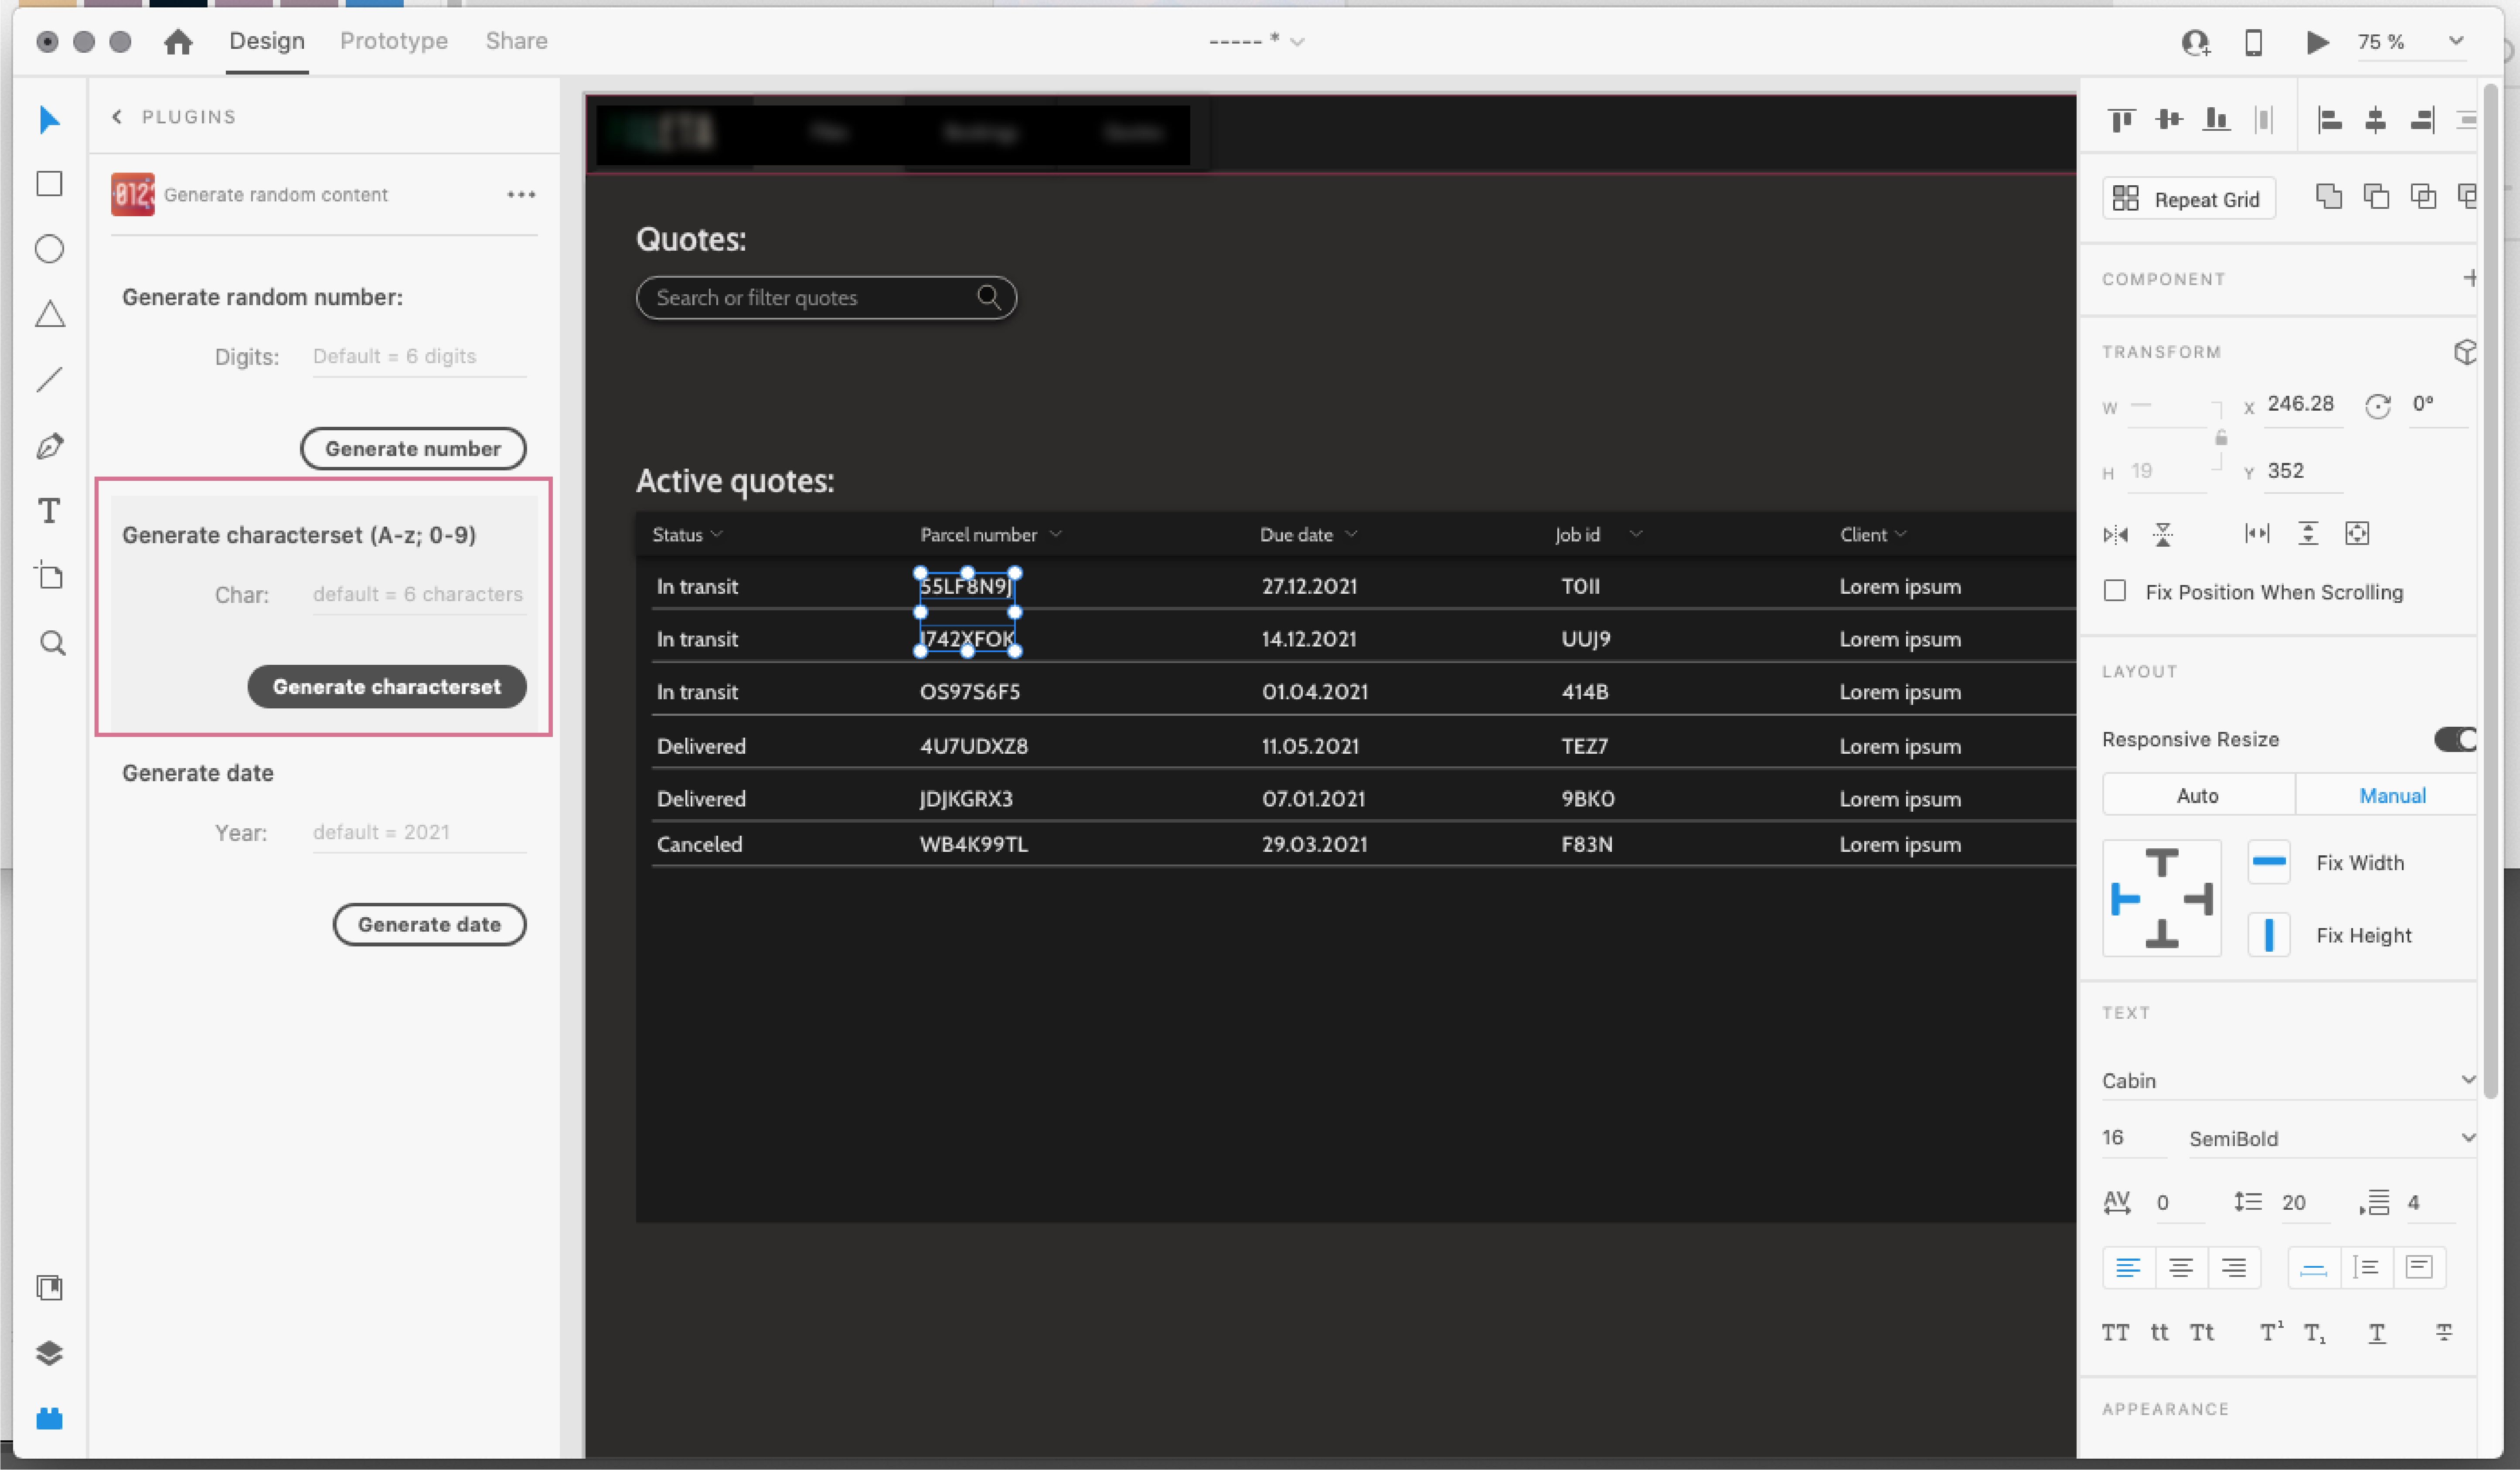 Design Prototype Share
----- *
75 %
PLUGINS
Generate random content
Generate random number:
Digits: Default = 6 digits
Generate number
Generate characterset (A-z; 0-9)
Char: default = 6 characters
Generate characterset
Generate date
Year: default = 2021
Generate date
Quotes:
Search or filter quotes
Active quotes:
Status Parcel number Due date Job id Client
In transit 55LF8N9J 27.12.2021 T0II Lorem ipsum
In transit I742XFOK 14.12.2021 UUJ9 Lorem ipsum
In transit OS97S6F5 01.04.2021 414B Lorem ipsum
Delivered 4U7UDXZ8 11.05.2021 TEZ7 Lorem ipsum
Delivered JDJKGRX3 07.01.2021 9BKO Lorem ipsum
Canceled WB4K99TL 29.03.2021 F83N Lorem ipsum
Repeat Grid
COMPONENT
TRANSFORM
W X 246.28 0°
H 19 Y 352
Fix Position When Scrolling
LAYOUT
Responsive Resize
Auto Manual
Fix Width
Fix Height
TEXT
Cabin
16 SemiBold
AV 0 20 4
TT tt Tt T¹ T₁ T T
APPEARANCE